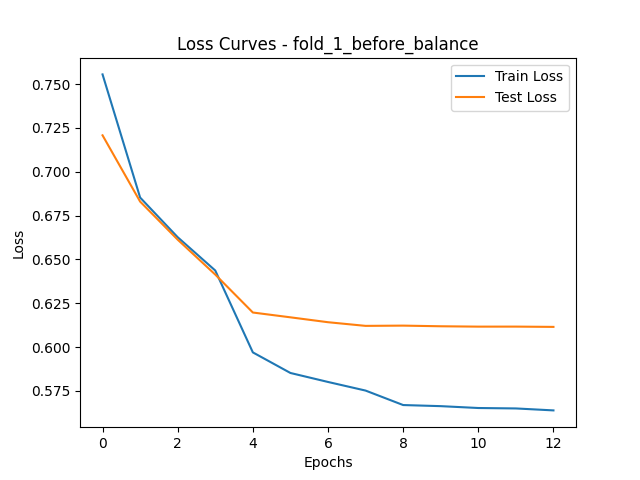 Loss Curves - fold_1_before_balance
Train Loss
Test Loss
0.750
0.725
0.700
0.675
0.650
0.625
0.600
0.575
Loss
0 2 4 6 8 10 12
Epochs